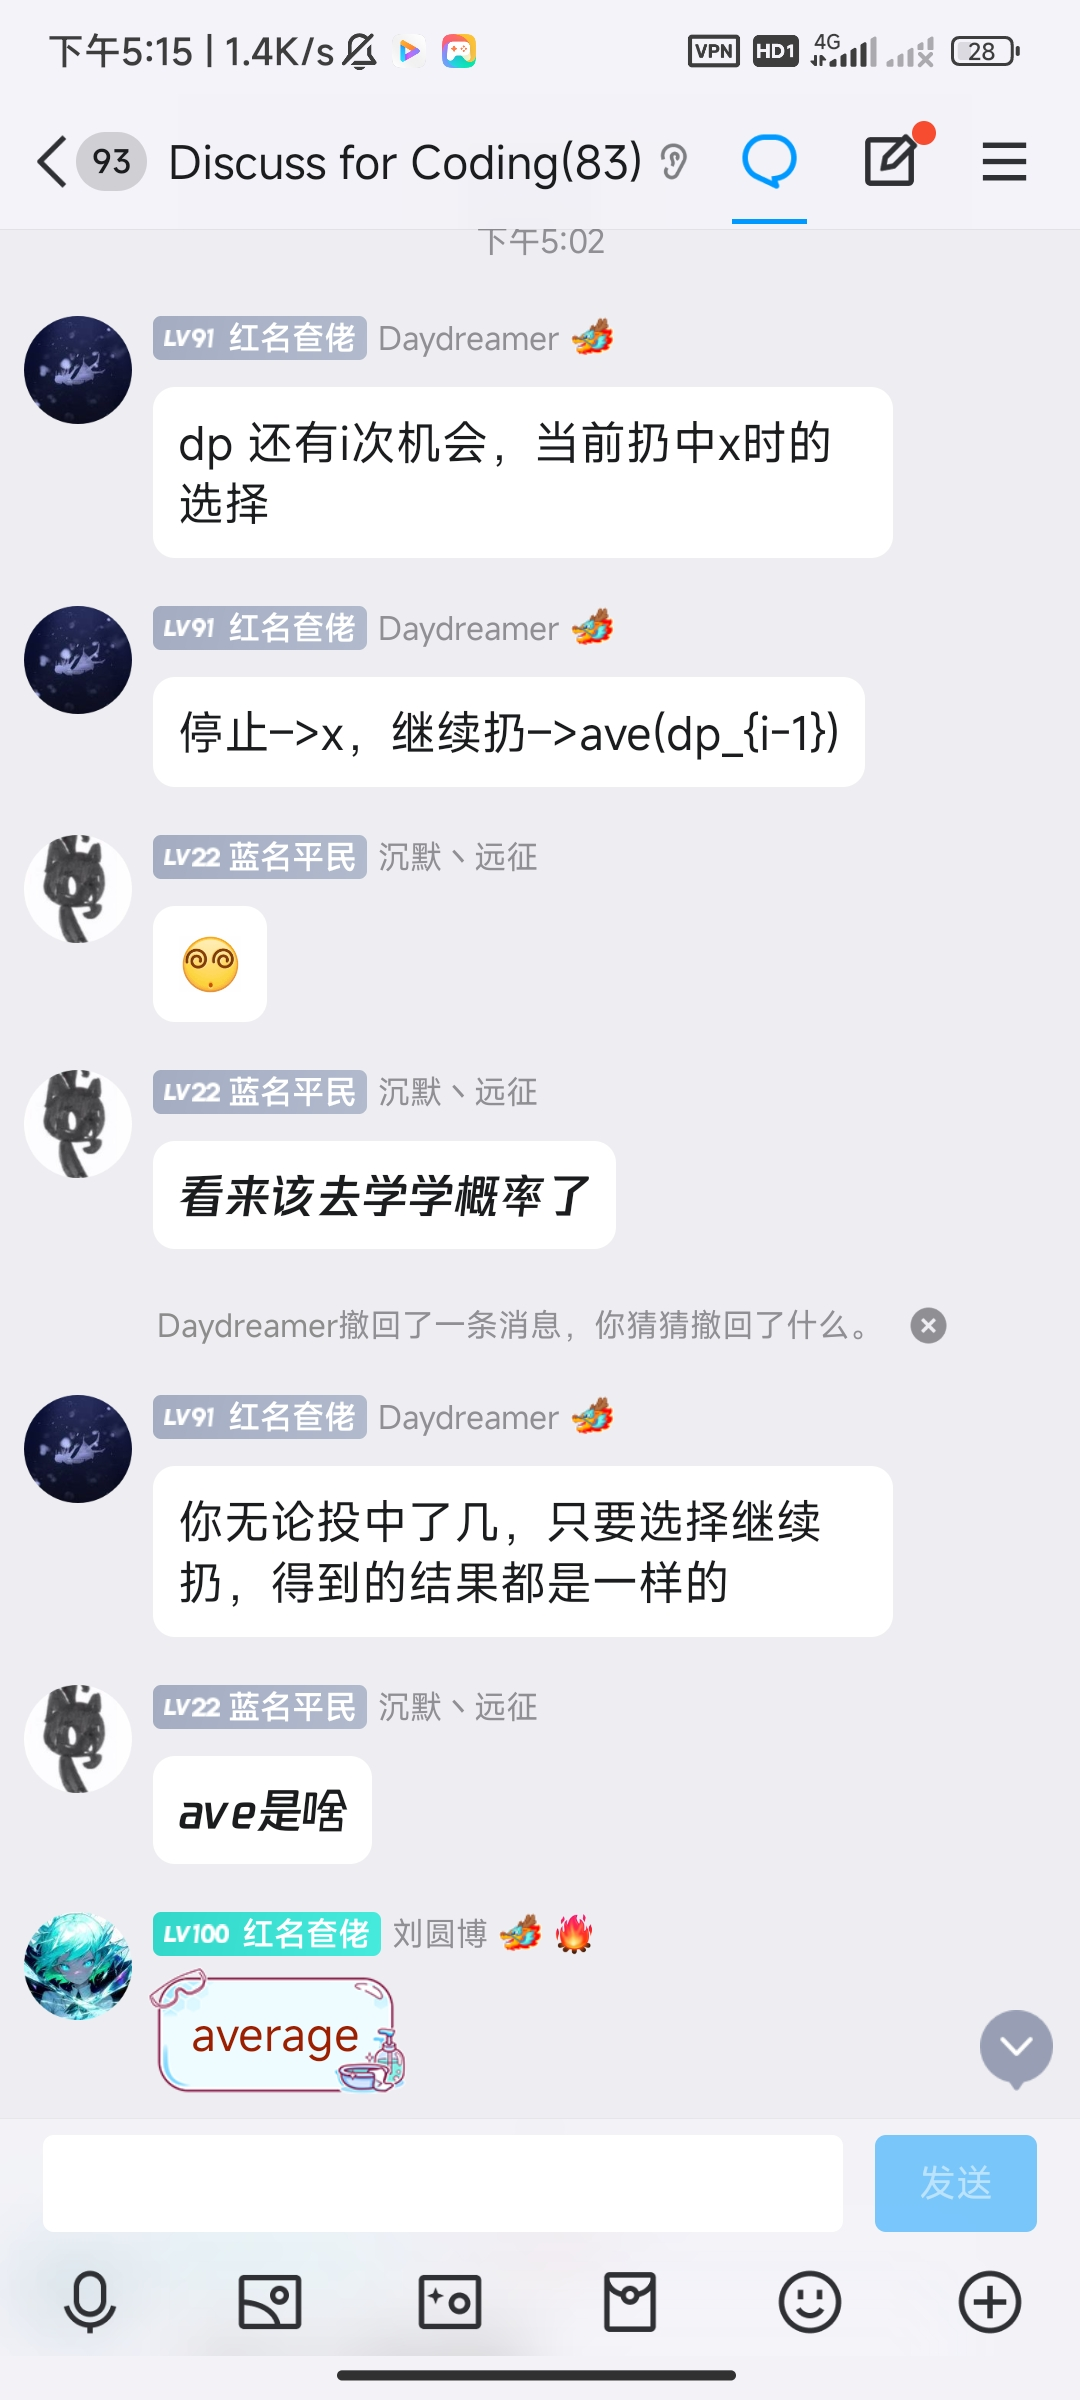 下午5:15 | 1.4K/s
VPN HD1 4G 28
93 Discuss for Coding(83)
下午5:02
LV91 红名奆佬 Daydreamer
dp 还有i次机会，当前扔中x时的
选择
LV91 红名奆佬 Daydreamer
停止->x，继续扔->ave(dp_{i-1})
LV22 蓝名平民 沉默丶远征
LV22 蓝名平民 沉默丶远征
看来该去学学概率了
Daydreamer撤回了一条消息，你猜猜撤回了什么。
LV91 红名奆佬 Daydreamer
你无论投中了几，只要选择继续
扔，得到的结果都是一样的
LV22 蓝名平民 沉默丶远征
ave是啥
LV100 红名奆佬 刘圆博
average
发送